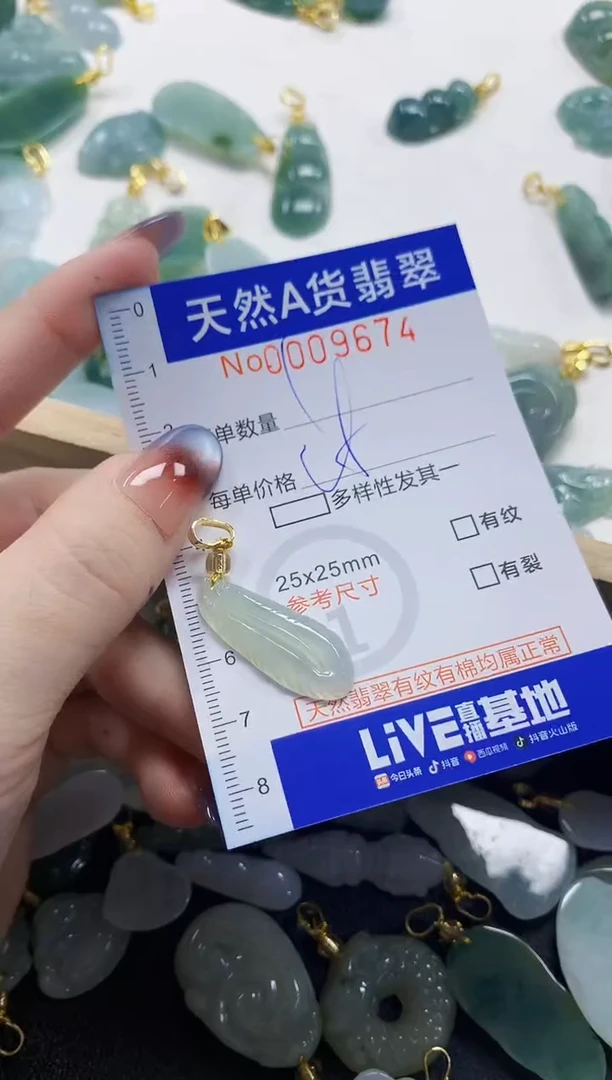 天然A货翡翠
No0009674
单数量
每单价格
多样性发其一
有纹
25x25mm
参考尺寸
有裂
天然翡翠有纹有棉均属正常
LiVE直播基地
今日头条 抖音 西瓜视频 抖音火山版
0
1
2
6
7
8
1